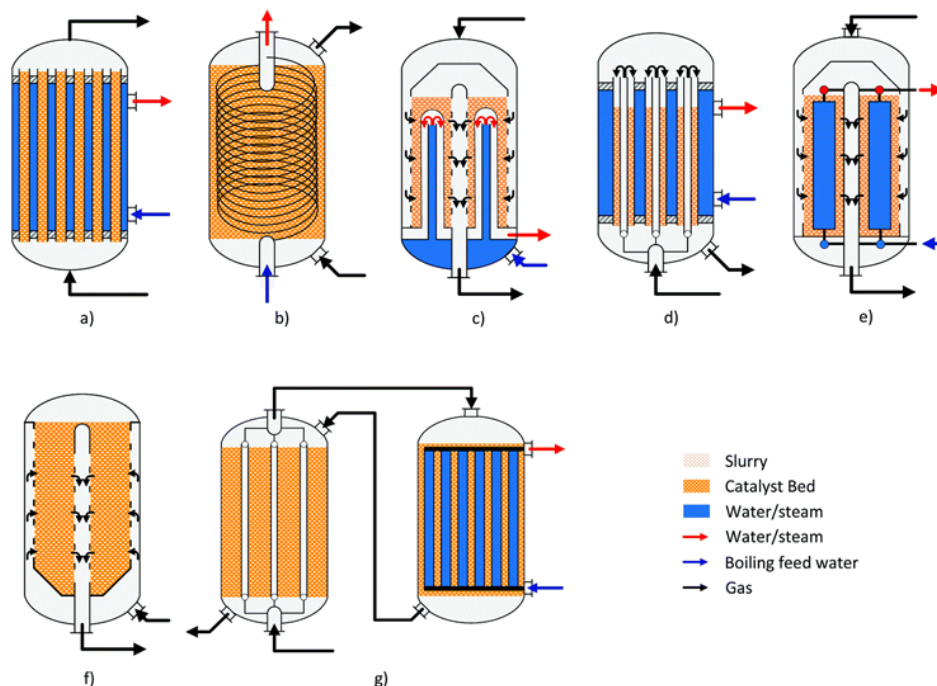 a)
b)
c)
d)
e)
f)
g)
Slurry
Catalyst Bed
Water/steam
Water/steam
Boiling feed water
Gas